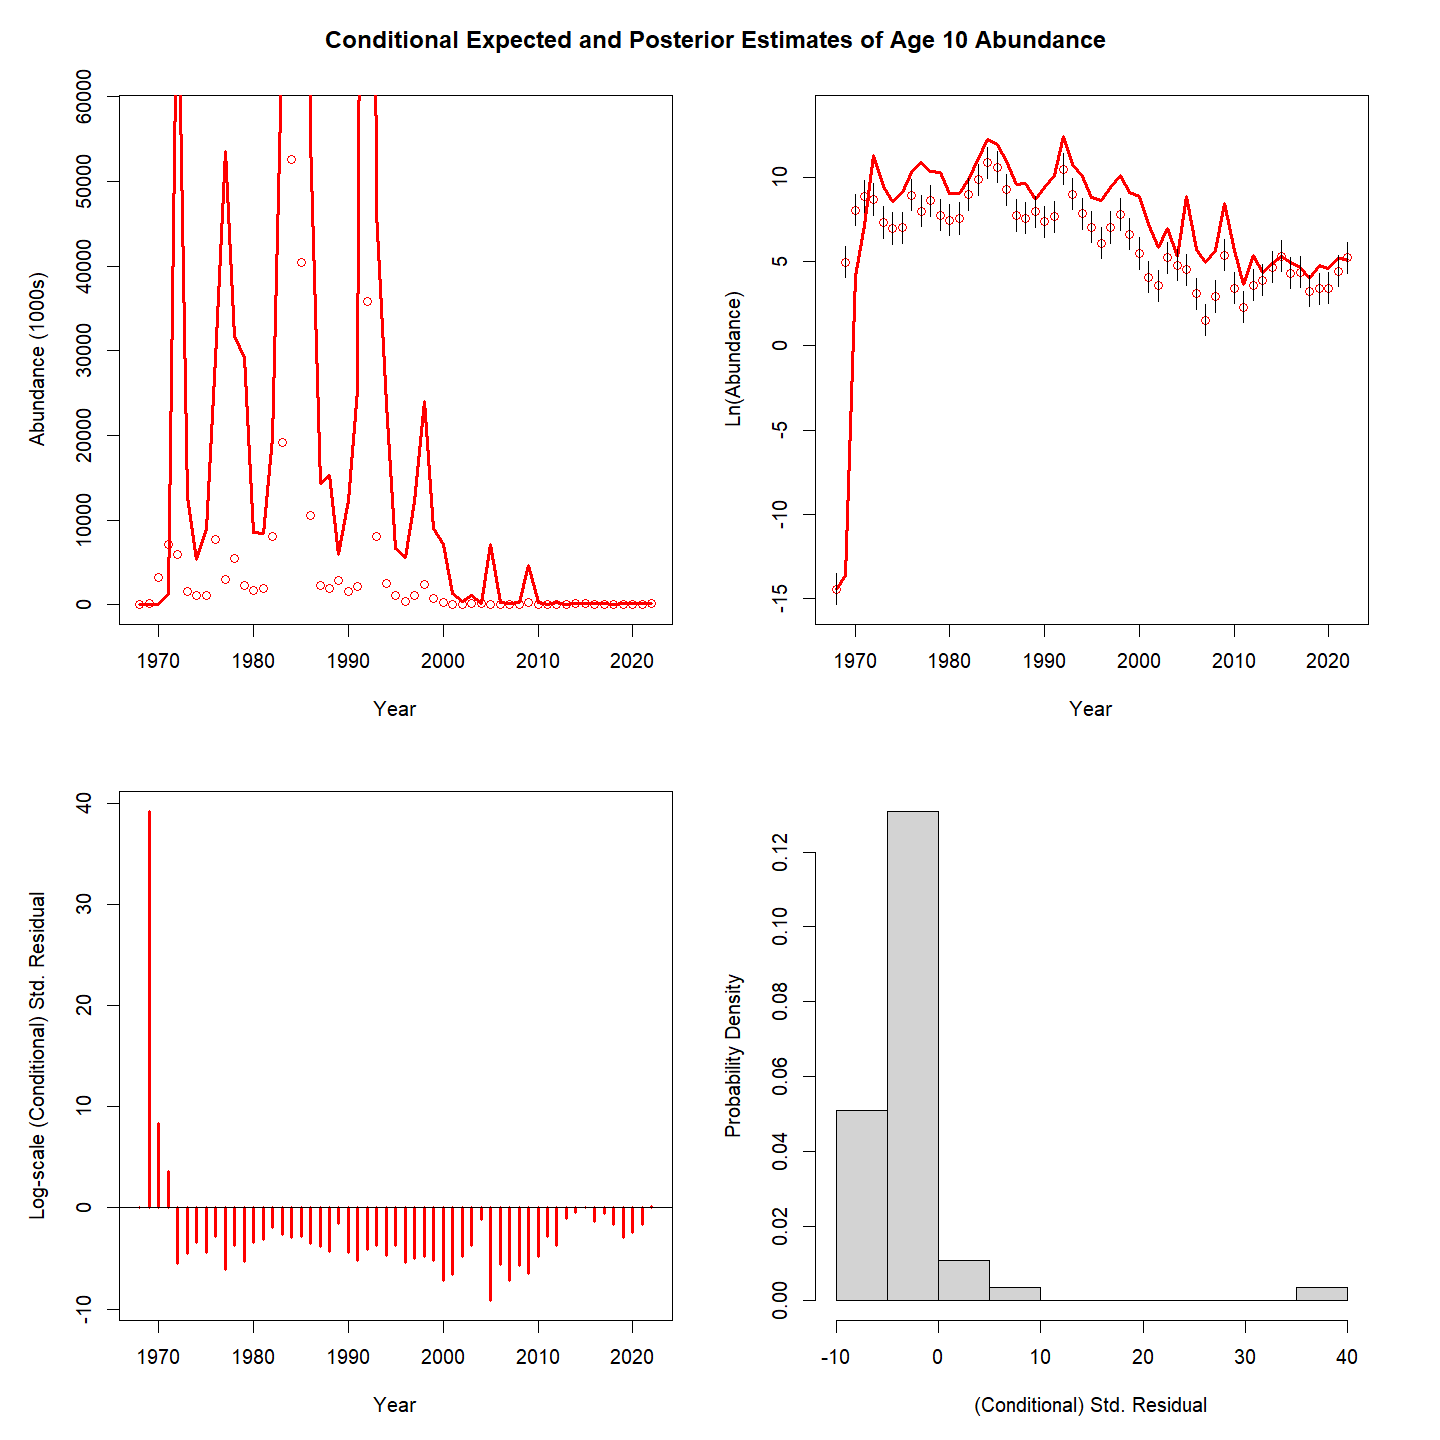 Conditional Expected and Posterior Estimates of Age 10 Abundance
Abundance (1000s)
60000
50000
40000
30000
20000
10000
0
1970 1980 1990 2000 2010 2020
Year
Ln(Abundance)
10
5
0
-5
-10
-15
1970 1980 1990 2000 2010 2020
Year
Log-scale (Conditional) Std. Residual
40
30
20
10
0
-10
1970 1980 1990 2000 2010 2020
Year
Probability Density
0.12
0.10
0.08
0.06
0.04
0.02
0.00
-10 0 10 20 30 40
(Conditional) Std. Residual